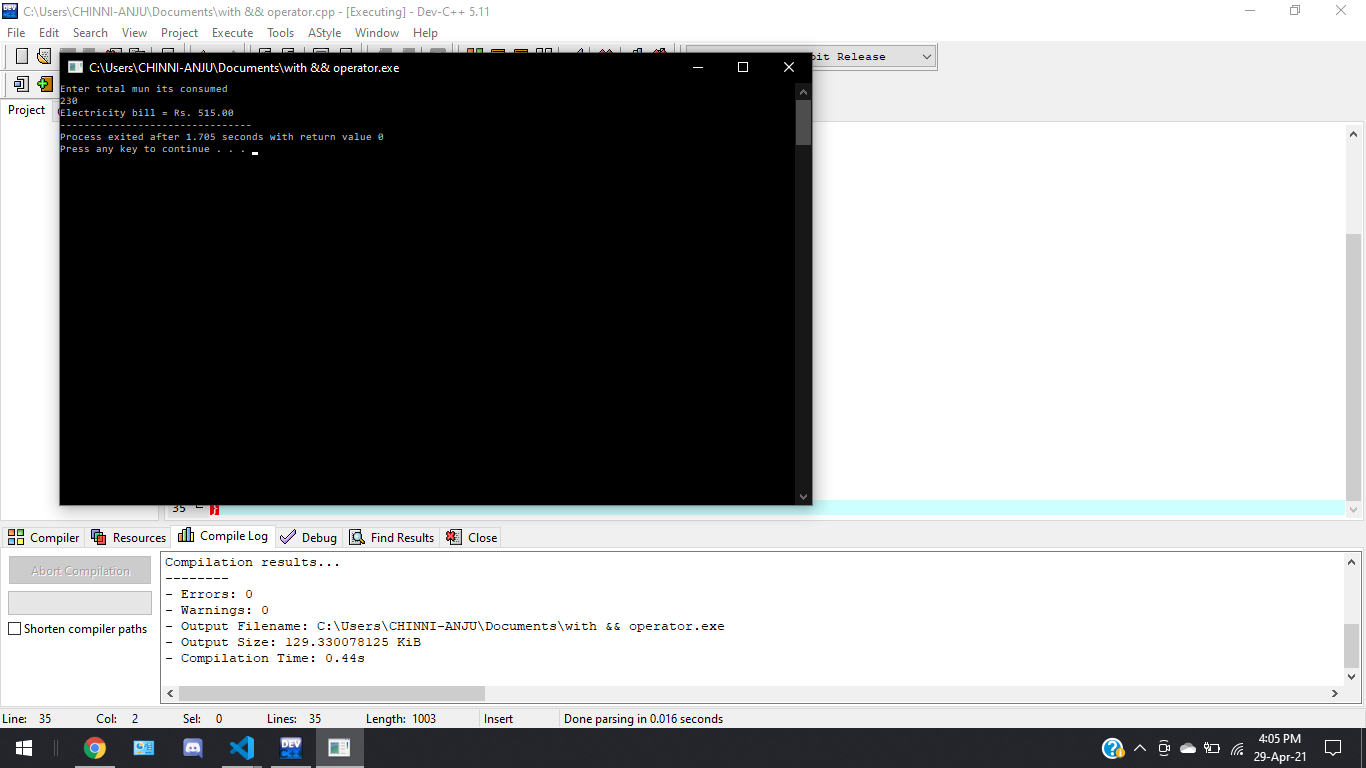 C:\Users\CHINNI-ANJU\Documents\with && operator.cpp - [Executing] - Dev-C++ 5.11
File Edit Search View Project Execute Tools AStyle Window Help
bit Release
C:\Users\CHINNI-ANJU\Documents\with && operator.exe
Project
Enter total mun its consumed
230
Electricity bill = Rs. 515.00
--------------------------------
Process exited after 1.705 seconds with return value 0
Press any key to continue . . .
35 }
Compiler Resources Compile Log Debug Find Results Close
Abort Compilation
Shorten compiler paths
Compilation results...
--------
- Errors: 0
- Warnings: 0
- Output Filename: C:\Users\CHINNI-ANJU\Documents\with && operator.exe
- Output Size: 129.330078125 KiB
- Compilation Time: 0.44s
Line: 35 Col: 2 Sel: 0 Lines: 35 Length: 1003 Insert Done parsing in 0.016 seconds
DEV
4:05 PM
29-Apr-21